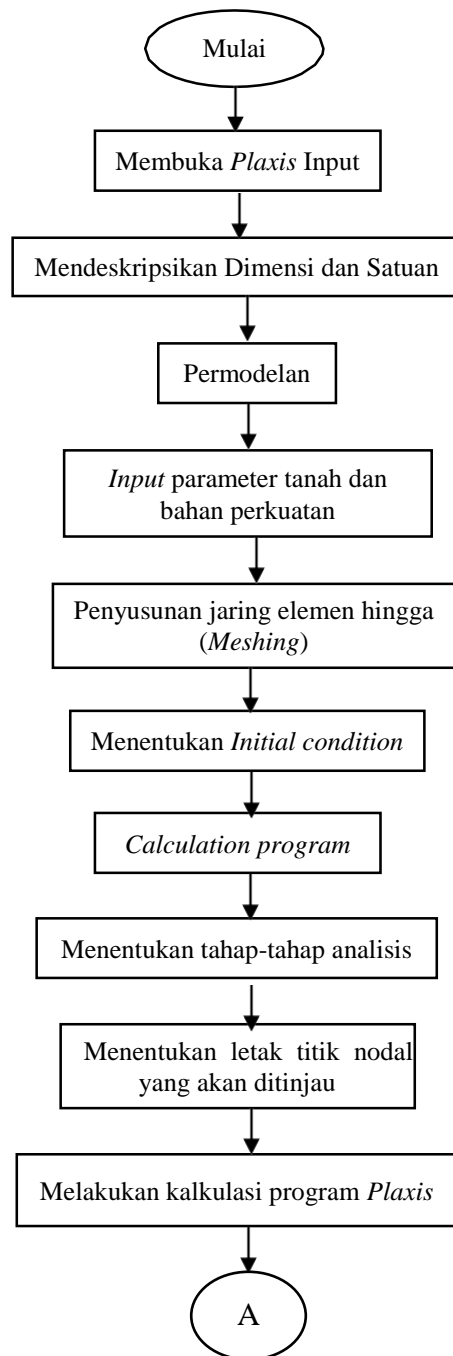 Mulai
Membuka Plaxis Input
Mendeskripsikan Dimensi dan Satuan
Permodelan
Input parameter tanah dan
bahan perkuatan
Penyusunan jaring elemen hingga
(Meshing)
Menentukan Initial condition
Calculation program
Menentukan tahap-tahap analisis
Menentukan letak titik nodal
yang akan ditinjau
Melakukan kalkulasi program Plaxis
A